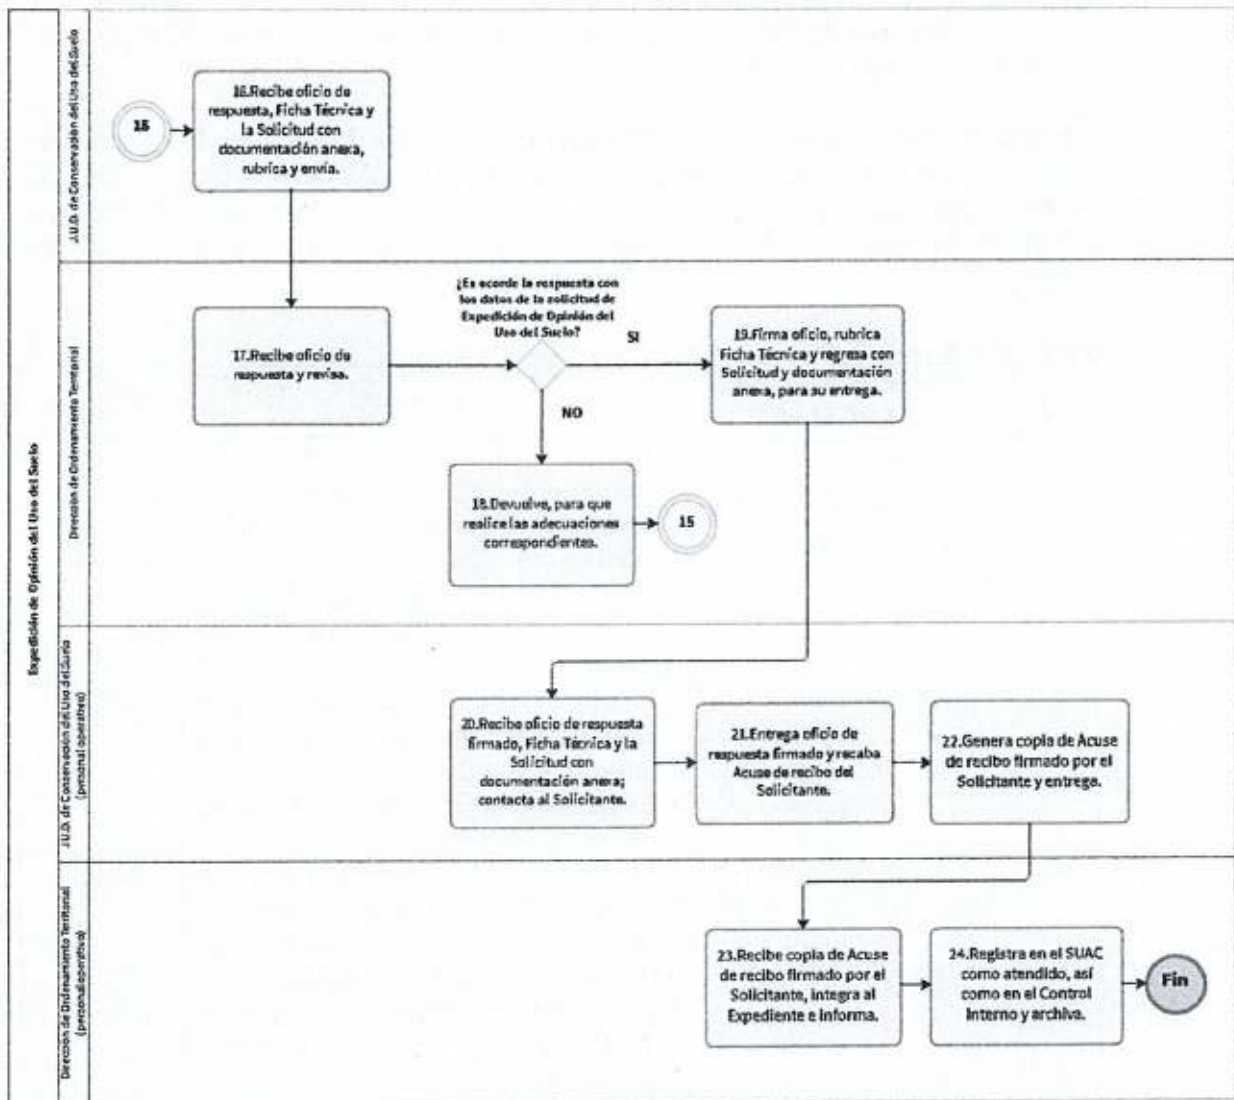 Expedición de Opinión del Uso del Suelo
J.U.D. de Conservación del Uso del Suelo
15
16.Recibe oficio de
respuesta, Ficha Técnica y
la Solicitud con
documentación anexa,
rubrica y envía.
Dirección de Ordenamiento Territorial
17.Recibe oficio de
respuesta y revisa.
¿Es acorde la respuesta con
los datos de la solicitud de
Expedición de Opinión del
Uso del Suelo?
SI
NO
19.Firma oficio, rubrica
Ficha Técnica y regresa con
Solicitud y documentación
anexa, para su entrega.
18.Devuelve, para que
realice las adecuaciones
correspondientes.
15
J.U.D. de Conservación del Uso del Suelo
(personal operativo)
20.Recibe oficio de respuesta
firmado, Ficha Técnica y la
Solicitud con
documentación anexa;
contacta al Solicitante.
21.Entrega oficio de
respuesta firmado y recaba
Acuse de recibo del
Solicitante.
22.Genera copia de Acuse
de recibo firmado por el
Solicitante y entrega.
Dirección de Ordenamiento Territorial
(personal operativo)
23.Recibe copia de Acuse
de recibo firmado por el
Solicitante, integra al
Expediente e informa.
24.Registra en el SUAC
como atendido, así
como en el Control
Interno y archiva.
Fin